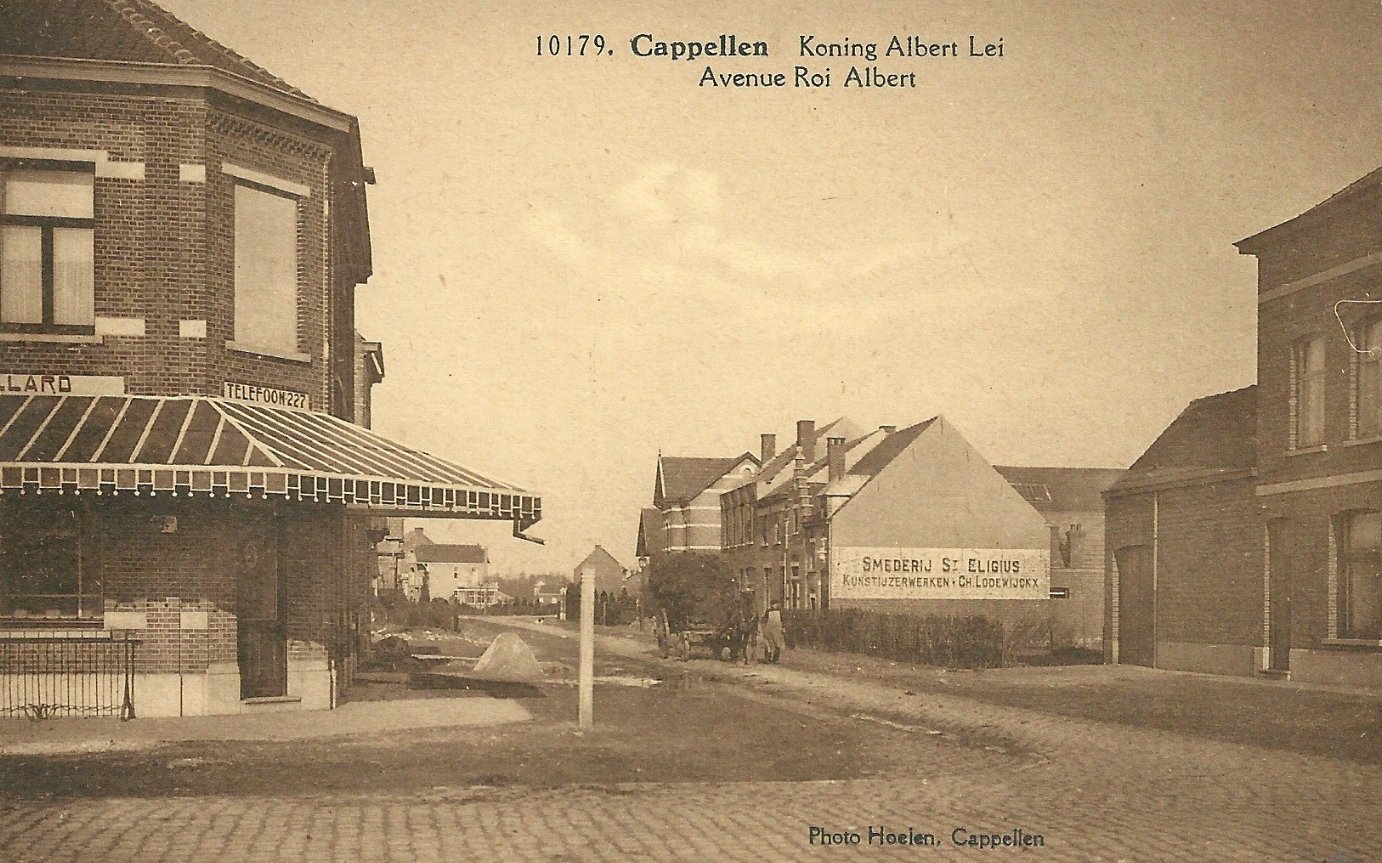 10179. Cappellen Koning Albert Lei
Avenue Roi Albert
LLARD
TELEFOON·227
SMEDERIJ ST ELIGIUS
KUNSTIJZERWERKEN · CH. LODEWIJCKX
Photo Hoelen, Cappellen